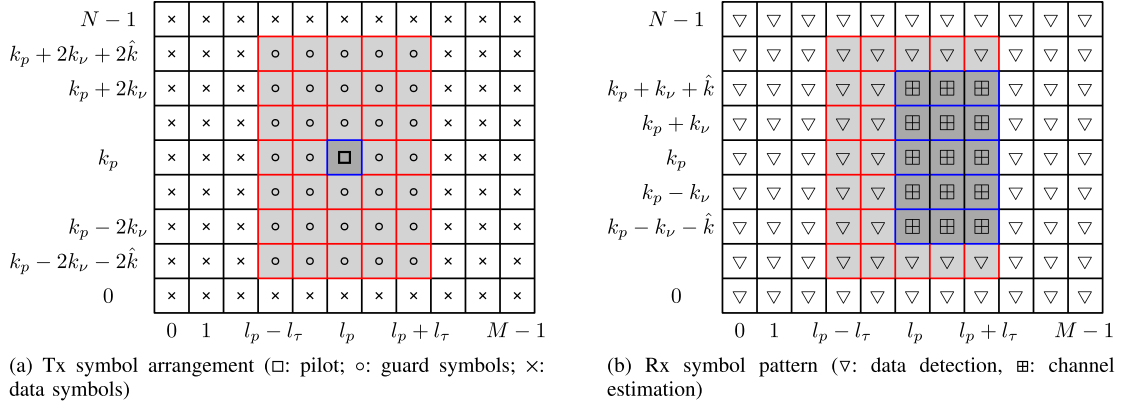 N − 1
k_p + 2k_ν + 2k̂
k_p + 2k_ν
k_p
k_p − 2k_ν
k_p − 2k_ν − 2k̂
0
0 1 l_p − l_τ l_p l_p + l_τ M − 1
(a) Tx symbol arrangement (□: pilot; ○: guard symbols; ×:
data symbols)
N − 1
k_p + k_ν + k̂
k_p + k_ν
k_p
k_p − k_ν
k_p − k_ν − k̂
0
0 1 l_p − l_τ l_p l_p + l_τ M − 1
(b) Rx symbol pattern (▽: data detection, ⊞: channel
estimation)